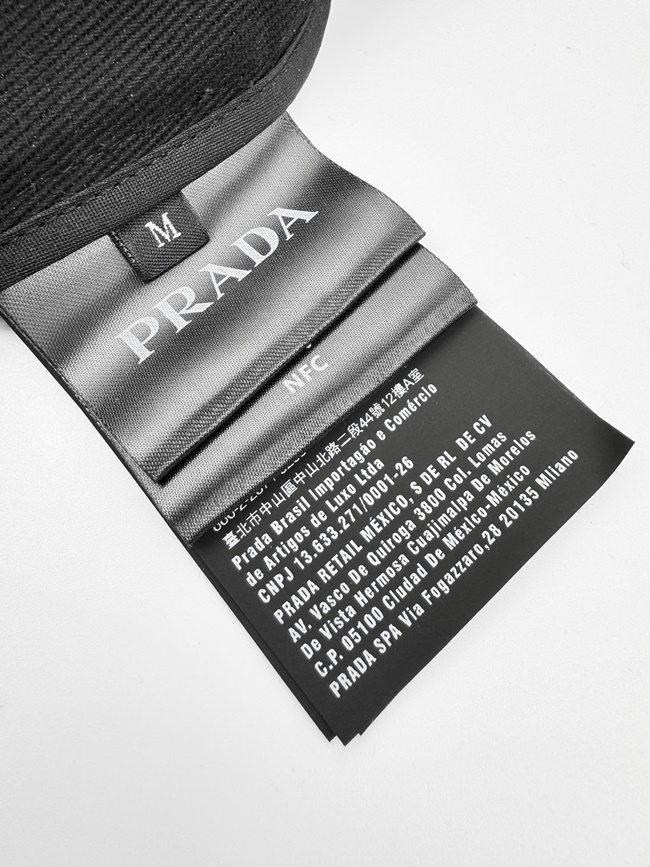 M
PRADA
NFC
臺北市中山區中山北路二段44號12樓A室
Prada Brasil Importagáo e Comércio
de Artigos de Luxo Ltda
CNPJ 13.633.271/0001-26
PRADA RETAIL MÉXICO, S DE RL DE CV
AV. Vasco De Quiroga 3800 Col. Lomas
De Vista Hermosa Cuajimalpa De Morelos
C.P. 05100 Cludad De México-México
PRADA SPA Via Fogazzaro,28 20135 Milano